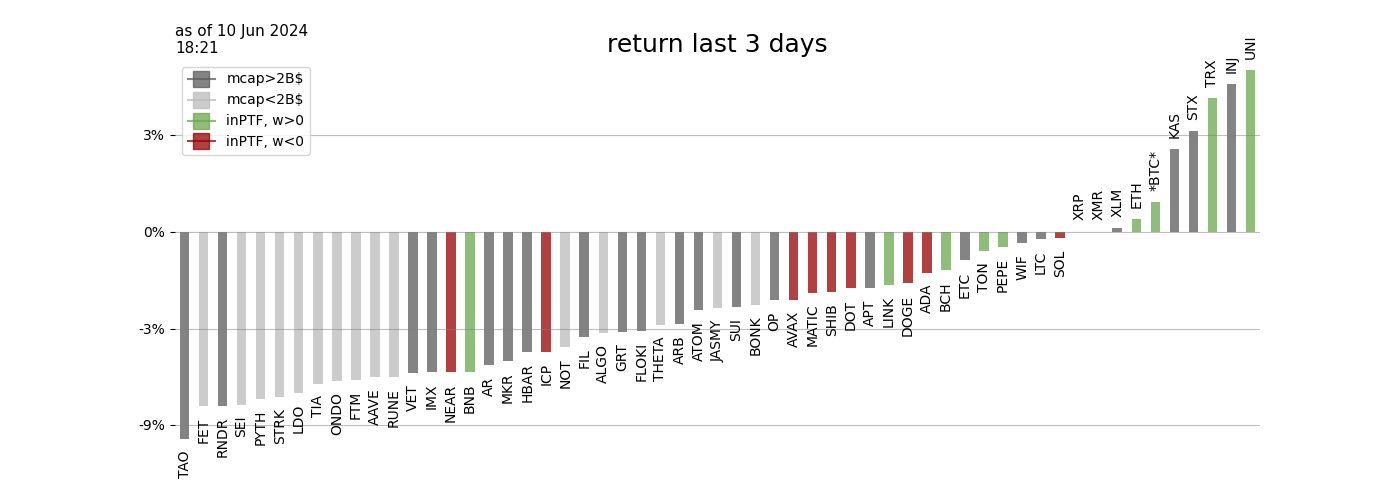 as of 10 Jun 2024
18:21
return last 3 days
mcap>2B$
mcap<2B$
inPTF, w>0
inPTF, w<0
3%
0%
-3%
-9%
TAO
FET
RNDR
SEI
PYTH
STRK
LDO
TIA
ONDO
FTM
AAVE
RUNE
VET
IMX
NEAR
BNB
AR
MKR
HBAR
ICP
NOT
FIL
ALGO
GRT
FLOKI
THETA
ARB
ATOM
JASMY
SUI
BONK
OP
AVAX
MATIC
SHIB
DOT
APT
LINK
DOGE
ADA
BCH
ETC
TON
PEPE
WIF
LTC
SOL
XRP
XMR
XLM
ETH
*BTC*
KAS
STX
TRX
INJ
UNI